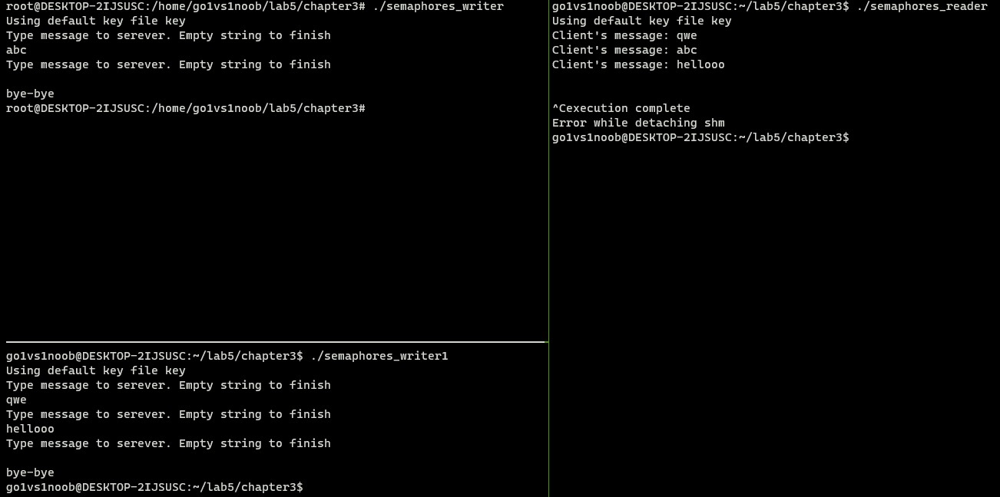 root@DESKTOP-2IJSUSC:/home/go1vs1noob/lab5/chapter3# ./semaphores_writer
Using default key file key
Type message to serever. Empty string to finish
abc
Type message to serever. Empty string to finish
bye-bye
root@DESKTOP-2IJSUSC:/home/go1vs1noob/lab5/chapter3#
go1vs1noob@DESKTOP-2IJSUSC:~/lab5/chapter3$ ./semaphores_writer1
Using default key file key
Type message to serever. Empty string to finish
qwe
Type message to serever. Empty string to finish
hellooo
Type message to serever. Empty string to finish
bye-bye
go1vs1noob@DESKTOP-2IJSUSC:~/lab5/chapter3$
go1vs1noob@DESKTOP-2IJSUSC:~/lab5/chapter3$ ./semaphores_reader
Using default key file key
Client's message: qwe
Client's message: abc
Client's message: hellooo
^Cexecution complete
Error while detaching shm
go1vs1noob@DESKTOP-2IJSUSC:~/lab5/chapter3$